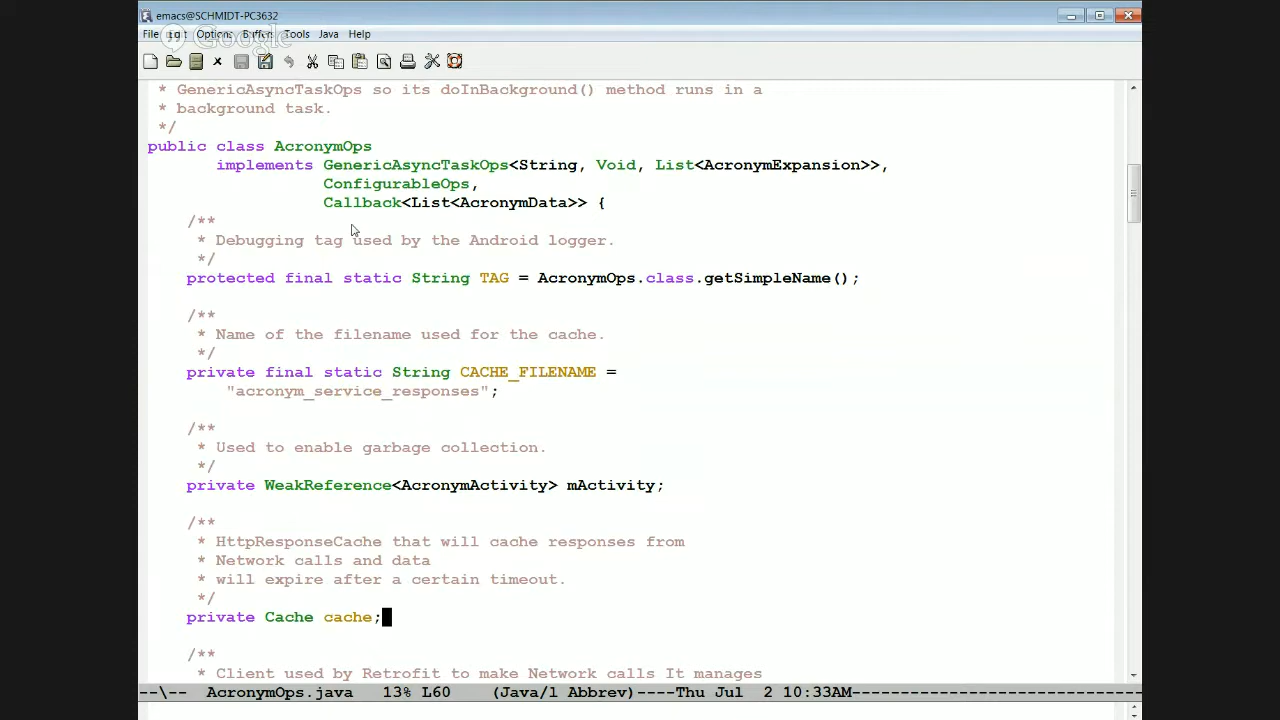 emacs@SCHMIDT-PC3632
File Edit Options Buffers Tools Java Help
Google
* GenericAsyncTaskOps so its doInBackground() method runs in a
* background task.
*/
public class AcronymOps
implements GenericAsyncTaskOps<String, Void, List<AcronymExpansion>>,
ConfigurableOps,
Callback<List<AcronymData>> {
/**
* Debugging tag used by the Android logger.
*/
protected final static String TAG = AcronymOps.class.getSimpleName();
/**
* Name of the filename used for the cache.
*/
private final static String CACHE_FILENAME =
"acronym_service_responses";
/**
* Used to enable garbage collection.
*/
private WeakReference<AcronymActivity> mActivity;
/**
* HttpResponseCache that will cache responses from
* Network calls and data
* will expire after a certain timeout.
*/
private Cache cache;
/**
* Client used by Retrofit to make Network calls It manages
--\-- AcronymOps.java 13% L60 (Java/l Abbrev)----Thu Jul 2 10:33AM------------------------------